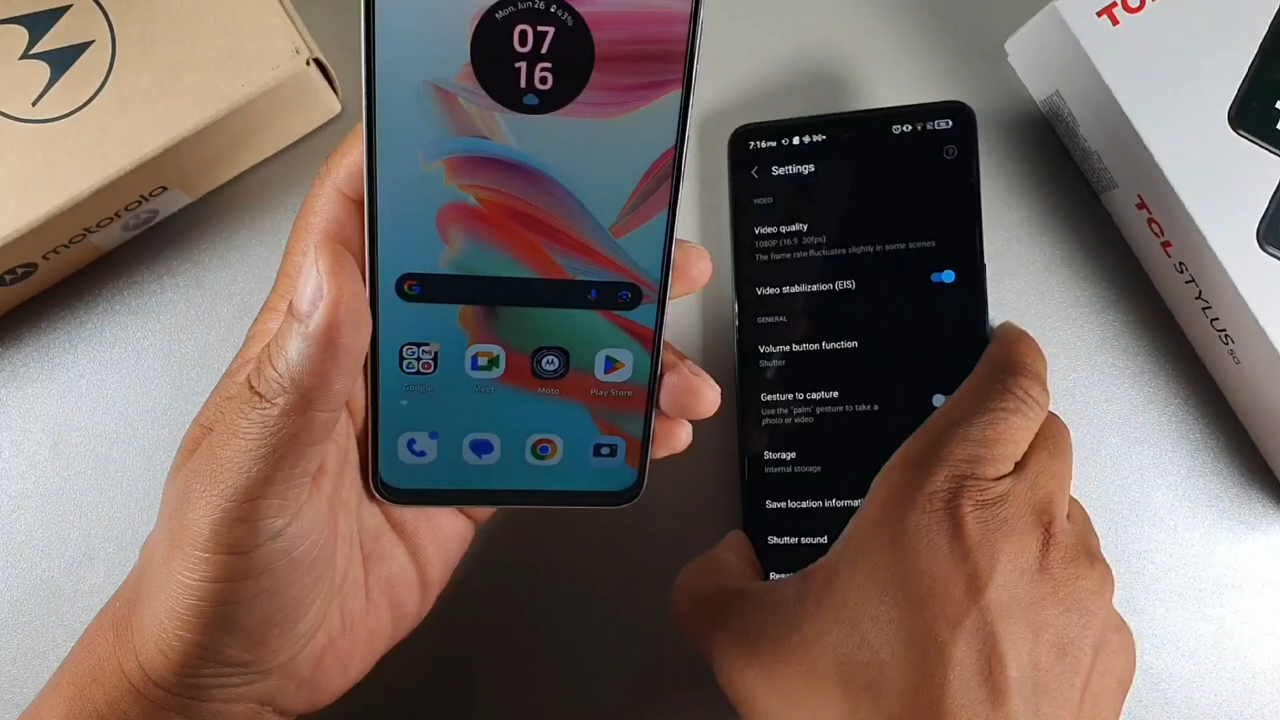 motorola
Mon, Jun 26 43%
07
16
Google
Meet
Moto
Play Store
7:16PM
Settings
VIDEO
Video quality
1080P (16:9 30fps)
The frame rate fluctuates slightly in some scenes
Video stabilization (EIS)
GENERAL
Volume button function
Shutter
Gesture to capture
Use the "palm" gesture to take a
photo or video
Storage
Internal storage
Save location informati
Shutter sound
TCL STYLUS 5G